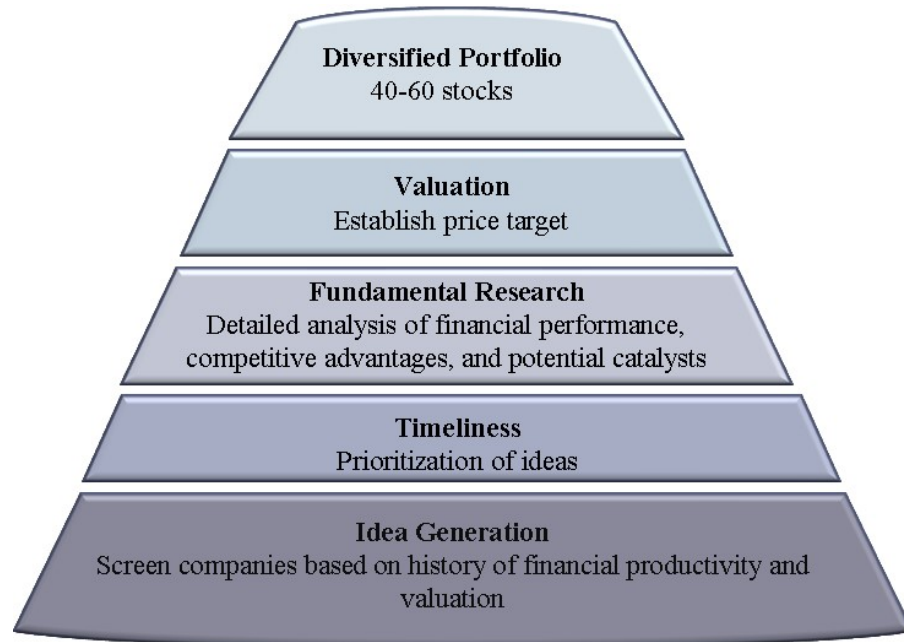 Diversified Portfolio
40-60 stocks
Valuation
Establish price target
Fundamental Research
Detailed analysis of financial performance,
competitive advantages, and potential catalysts
Timeliness
Prioritization of ideas
Idea Generation
Screen companies based on history of financial productivity and
valuation